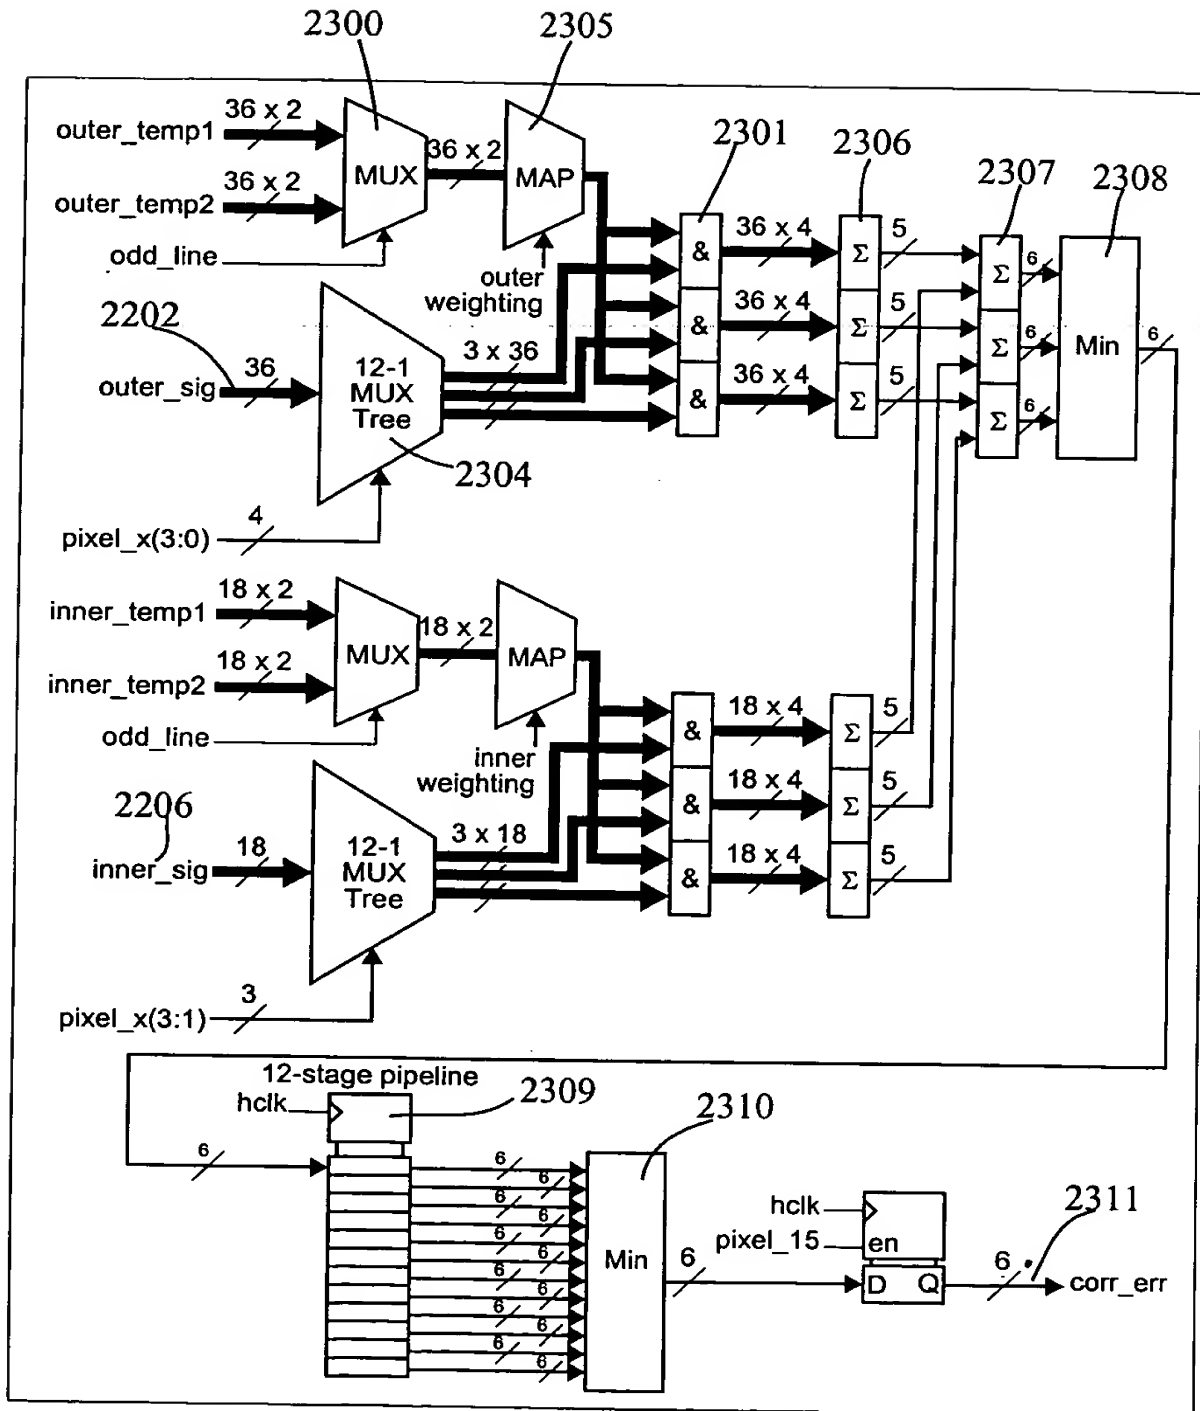 2300
2305
outer_temp1
36 x 2
MUX
36 x 2
MAP
2301
2306
2307
2308
outer_temp2
36 x 2
odd_line
outer
weighting
&
36 x 4
Σ
5
Σ
6
&
36 x 4
Σ
5
Σ
6
Min
6
&
36 x 4
Σ
5
Σ
6
2202
outer_sig
36
12-1
MUX
Tree
3 x 36
2304
pixel_x(3:0)
4
inner_temp1
18 x 2
MUX
18 x 2
MAP
inner_temp2
18 x 2
odd_line
inner
weighting
&
18 x 4
Σ
5
&
18 x 4
Σ
5
&
18 x 4
Σ
5
2206
inner_sig
18
12-1
MUX
Tree
3 x 18
pixel_x(3:1)
3
12-stage pipeline
hclk
2309
2310
6
6
6
6
6
6
6
6
6
6
6
6
6
Min
6
hclk
pixel_15
en
D Q
2311
6
corr_err